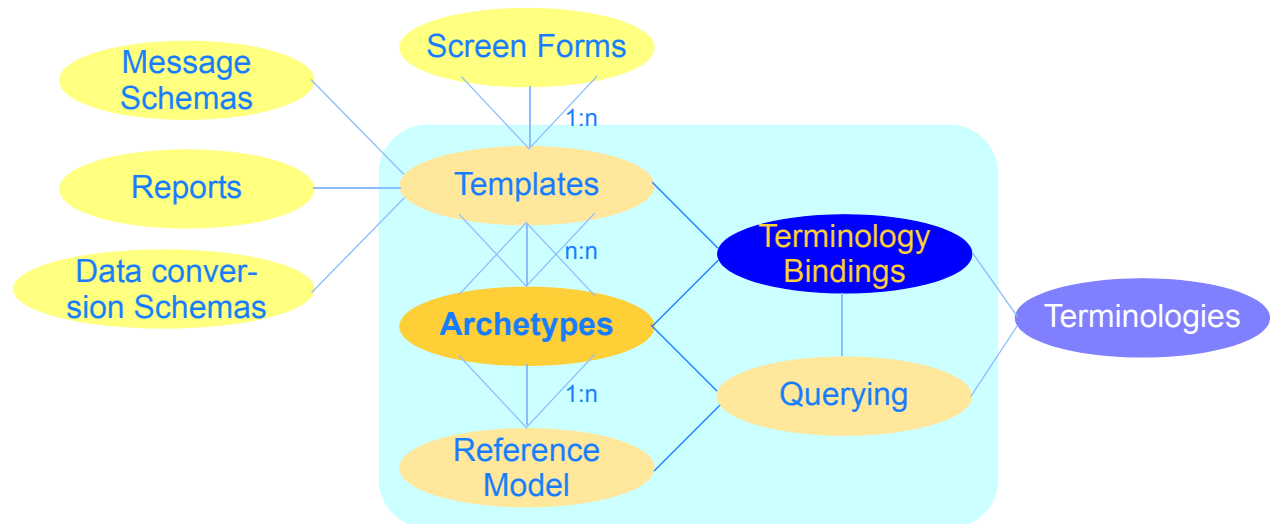 Screen Forms
Message
Schemas
1:n
Reports
Templates
n:n
Terminology
Bindings
Data conver-
sion Schemas
Archetypes
Terminologies
1:n
Querying
Reference
Model